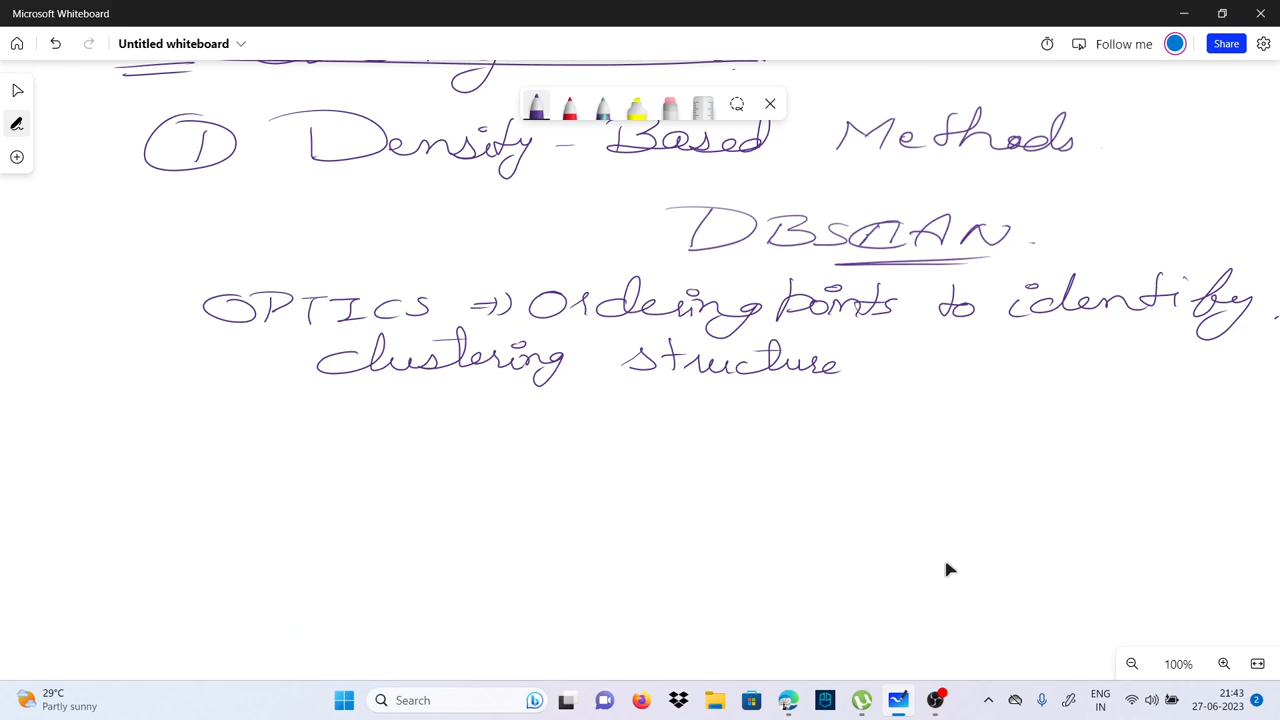 Microsoft Whiteboard
Untitled whiteboard
Follow me
Share
① Density-Based Methods
DBSCAN.
OPTICS ⇒ Ordering points to identify
clustering structure
100%
29°C
Partly sunny
Search
ENG
IN
21:43
27-06-2023
2